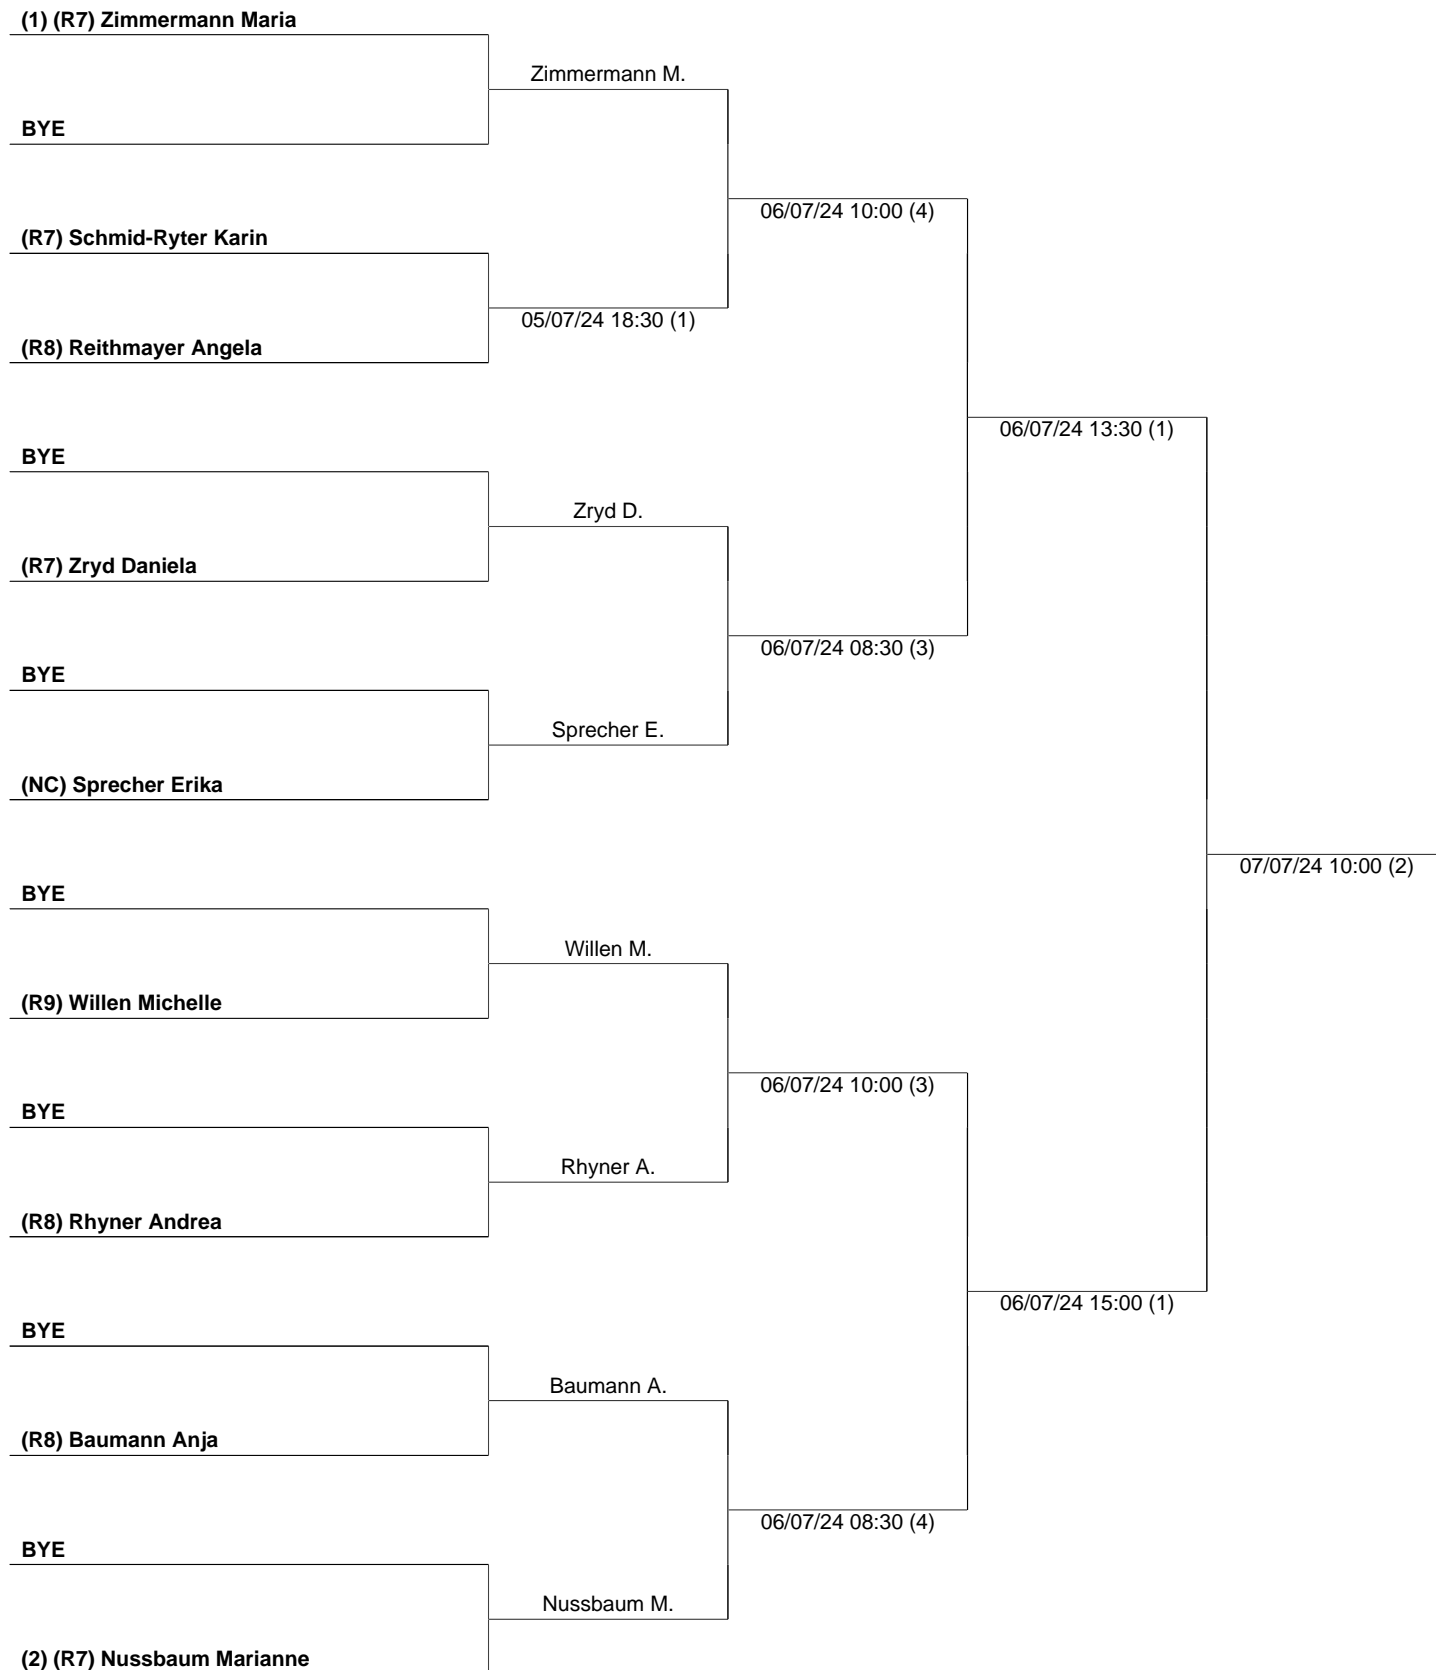 (1) (R7) Zimmermann Maria
Zimmermann M.
BYE
06/07/24 10:00 (4)
(R7) Schmid-Ryter Karin
05/07/24 18:30 (1)
(R8) Reithmayer Angela
06/07/24 13:30 (1)
BYE
Zryd D.
(R7) Zryd Daniela
06/07/24 08:30 (3)
BYE
Sprecher E.
(NC) Sprecher Erika
07/07/24 10:00 (2)
BYE
Willen M.
(R9) Willen Michelle
06/07/24 10:00 (3)
BYE
Rhyner A.
(R8) Rhyner Andrea
06/07/24 15:00 (1)
BYE
Baumann A.
(R8) Baumann Anja
06/07/24 08:30 (4)
BYE
Nussbaum M.
(2) (R7) Nussbaum Marianne